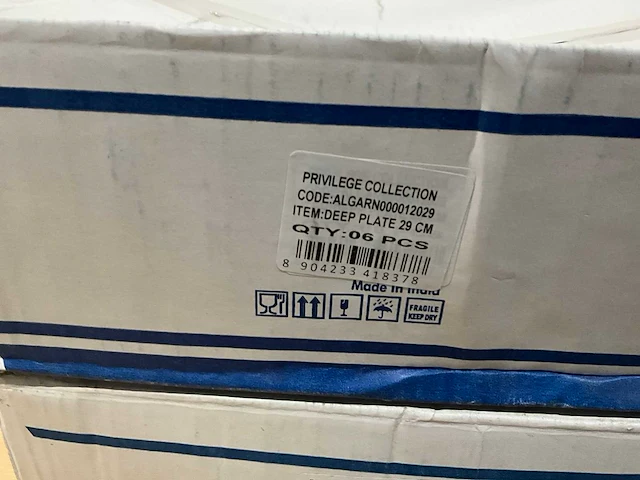 PRIVILEGE COLLECTION
CODE:ALGARN000012029
ITEM:DEEP PLATE 29 CM
QTY:06 PCS
8 904233 418378
Made in India
FRAGILE
KEEP DRY